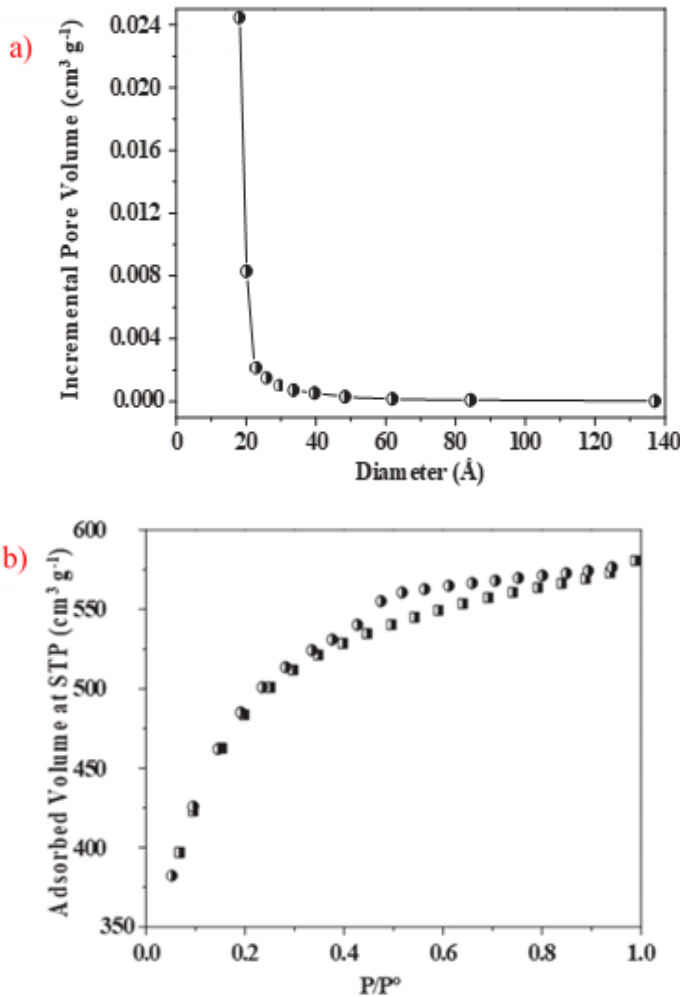 a)
Incremental Pore Volume (cm³ g⁻¹)
0.024
0.020
0.016
0.012
0.008
0.004
0.000
0 20 40 60 80 100 120 140
Diameter (Å)
b)
Adsorbed Volume at STP (cm³ g⁻¹)
600
550
500
450
400
350
0.0 0.2 0.4 0.6 0.8 1.0
P/Pº